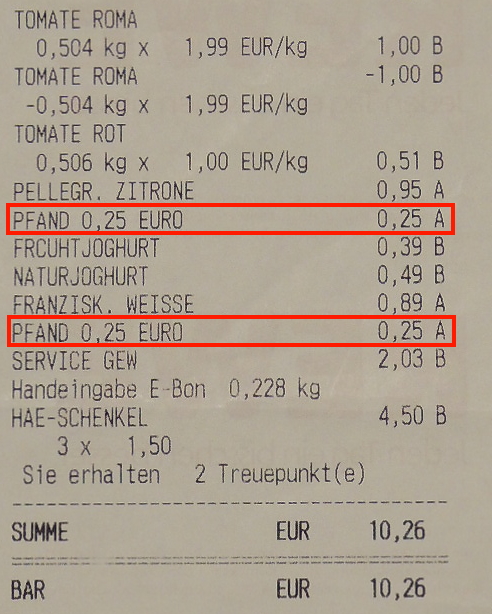 TOMATE ROMA
0,504 kg x 1,99 EUR/kg 1,00 B
TOMATE ROMA -1,00 B
-0,504 kg x 1,99 EUR/kg
TOMATE ROT
0,506 kg x 1,00 EUR/kg 0,51 B
PELLEGR. ZITRONE 0,95 A
PFAND 0,25 EURO 0,25 A
FRCUHTJOGHURT 0,39 B
NATURJOGHURT 0,49 B
FRANZISK. WEISSE 0,89 A
PFAND 0,25 EURO 0,25 A
SERVICE GEW 2,03 B
Handeingabe E-Bon 0,228 kg
HAE-SCHENKEL 4,50 B
3 x 1,50
Sie erhalten 2 Treuepunkt(e)
SUMME EUR 10,26
BAR EUR 10,26